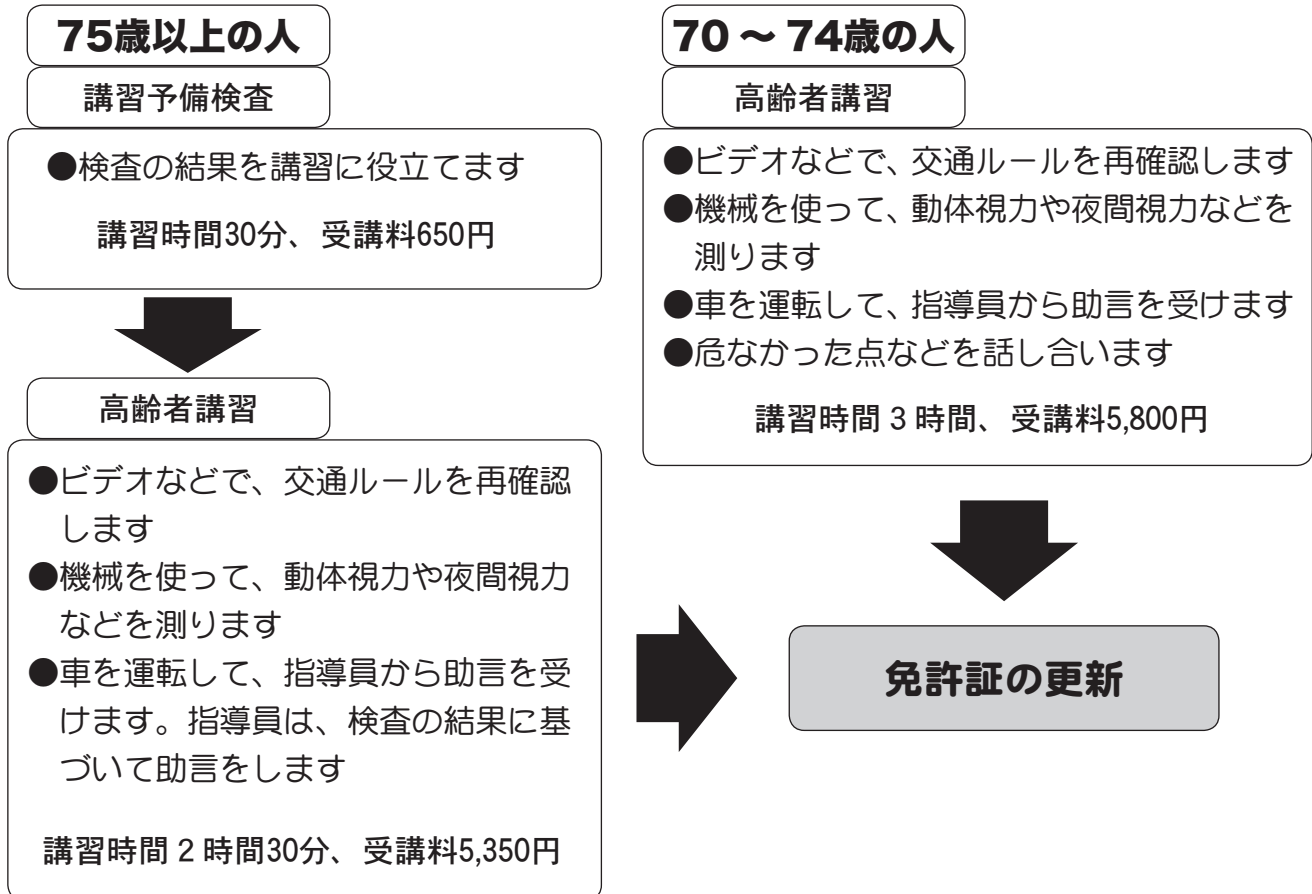 75歳以上の人
講習予備検査
●検査の結果を講習に役立てます
講習時間30分、受講料650円
高齢者講習
●ビデオなどで、交通ルールを再確認
します
●機械を使って、動体視力や夜間視力
などを測ります
●車を運転して、指導員から助言を受
けます。指導員は、検査の結果に基
づいて助言をします
講習時間2時間30分、受講料5,350円
70～74歳の人
高齢者講習
●ビデオなどで、交通ルールを再確認します
●機械を使って、動体視力や夜間視力などを
測ります
●車を運転して、指導員から助言を受けます
●危なかった点などを話し合います
講習時間3時間、受講料5,800円
免許証の更新